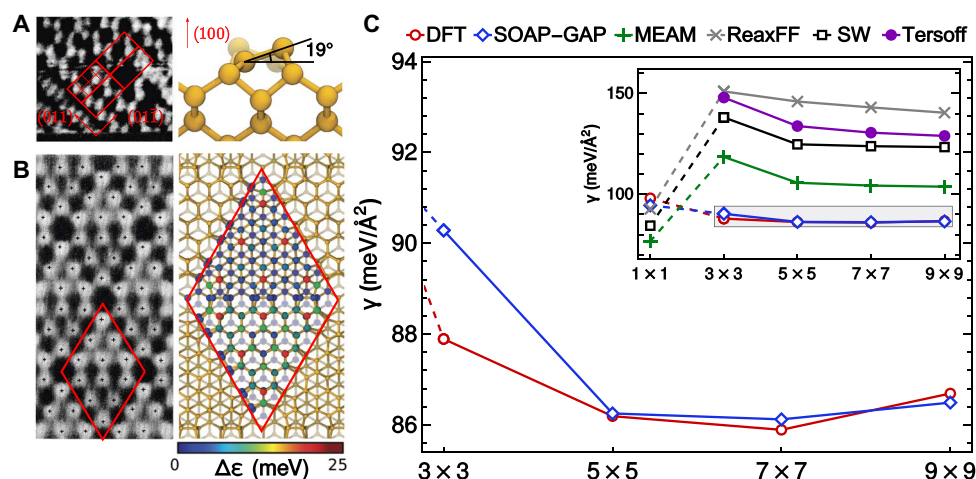 A
(100)
19°
(011)
(011̄)
B
0
25
Δε (meV)
C
DFT
SOAP–GAP
MEAM
ReaxFF
SW
Tersoff
94
92
90
88
86
γ (meV/Å²)
3 × 3
5 × 5
7 × 7
9 × 9
150
100
γ (meV/Å²)
1 × 1
3 × 3
5 × 5
7 × 7
9 × 9